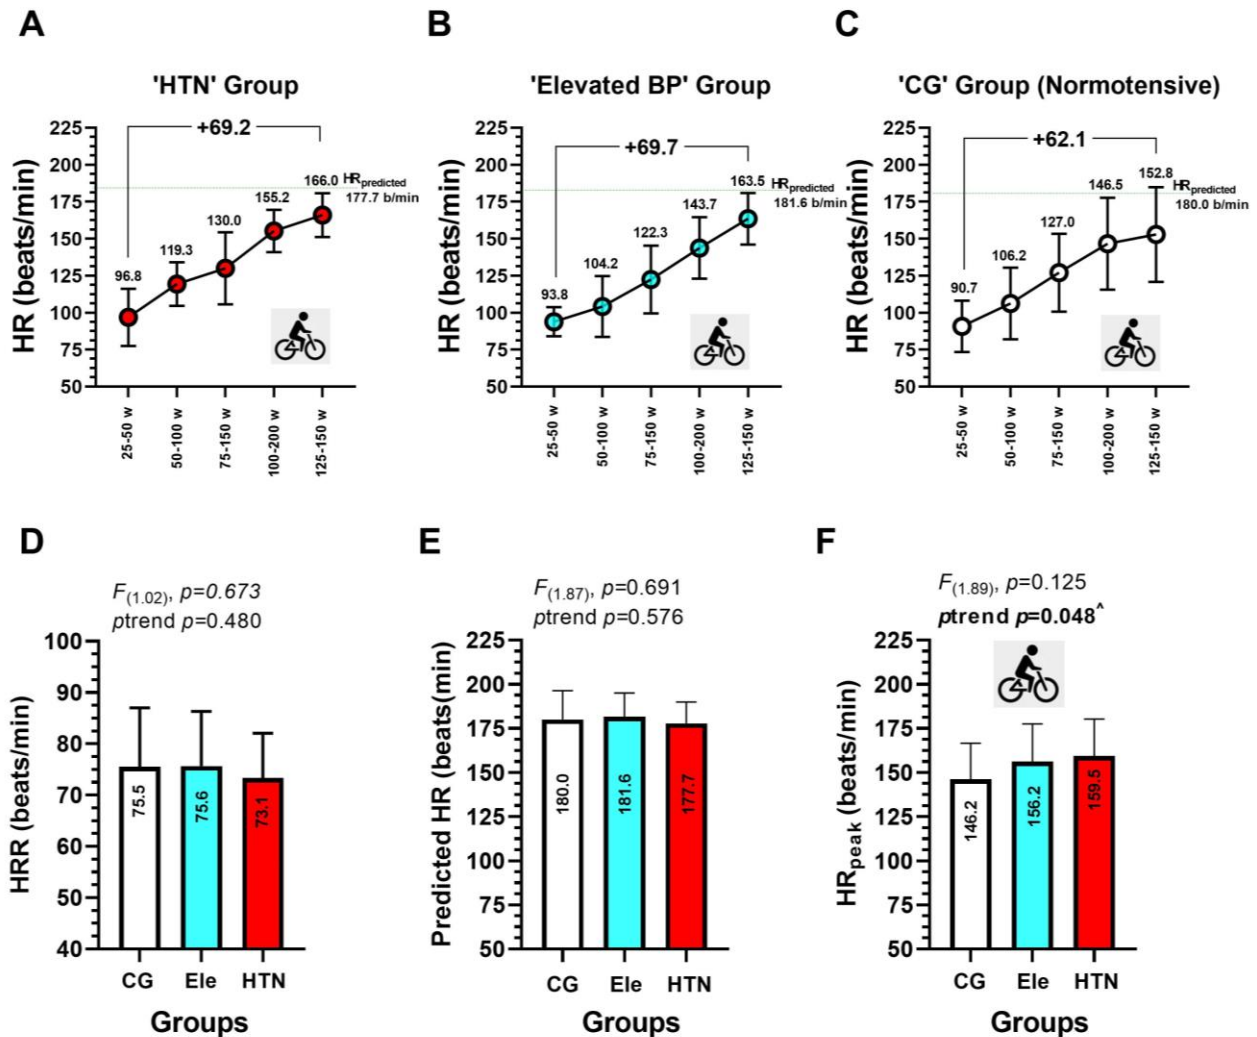 A
'HTN' Group
+69.2
HR (beats/min)
225
200
175
150
125
100
75
50
96.8
119.3
130.0
155.2
166.0
HRpredicted
177.7 b/min
25-50 w
50-100 w
75-150 w
100-200 w
125-150 w
B
'Elevated BP' Group
+69.7
HR (beats/min)
225
200
175
150
125
100
75
50
93.8
104.2
122.3
143.7
163.5
HRpredicted
181.6 b/min
25-50 w
50-100 w
75-150 w
100-200 w
125-150 w
C
'CG' Group (Normotensive)
+62.1
HR (beats/min)
225
200
175
150
125
100
75
50
90.7
106.2
127.0
146.5
152.8
HRpredicted
180.0 b/min
25-50 w
50-100 w
75-150 w
100-200 w
125-150 w
D
F(1.02), p=0.673
ptrend p=0.480
HRR (beats/min)
100
90
80
70
60
50
40
75.5
75.6
73.1
CG Ele HTN
Groups
E
F(1.87), p=0.691
ptrend p=0.576
Predicted HR (beats(min)
225
200
175
150
125
100
75
50
180.0
181.6
177.7
CG Ele HTN
Groups
F
F(1.89), p=0.125
ptrend p=0.048^
HRpeak (beats/min)
225
200
175
150
125
100
75
50
146.2
156.2
159.5
CG Ele HTN
Groups